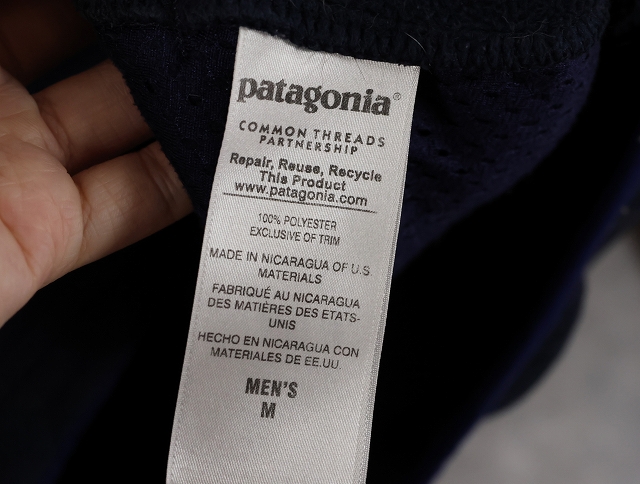 patagonia®
COMMON THREADS
PARTNERSHIP
Repair, Reuse, Recycle
This Product
www.patagonia.com
100% POLYESTER
EXCLUSIVE OF TRIM
MADE IN NICARAGUA OF U.S.
MATERIALS
FABRIQUÉ AU NICARAGUA
DES MATIÈRES DES ETATS-
UNIS
HECHO EN NICARAGUA CON
MATERIALES DE EE.UU.
MEN'S
M